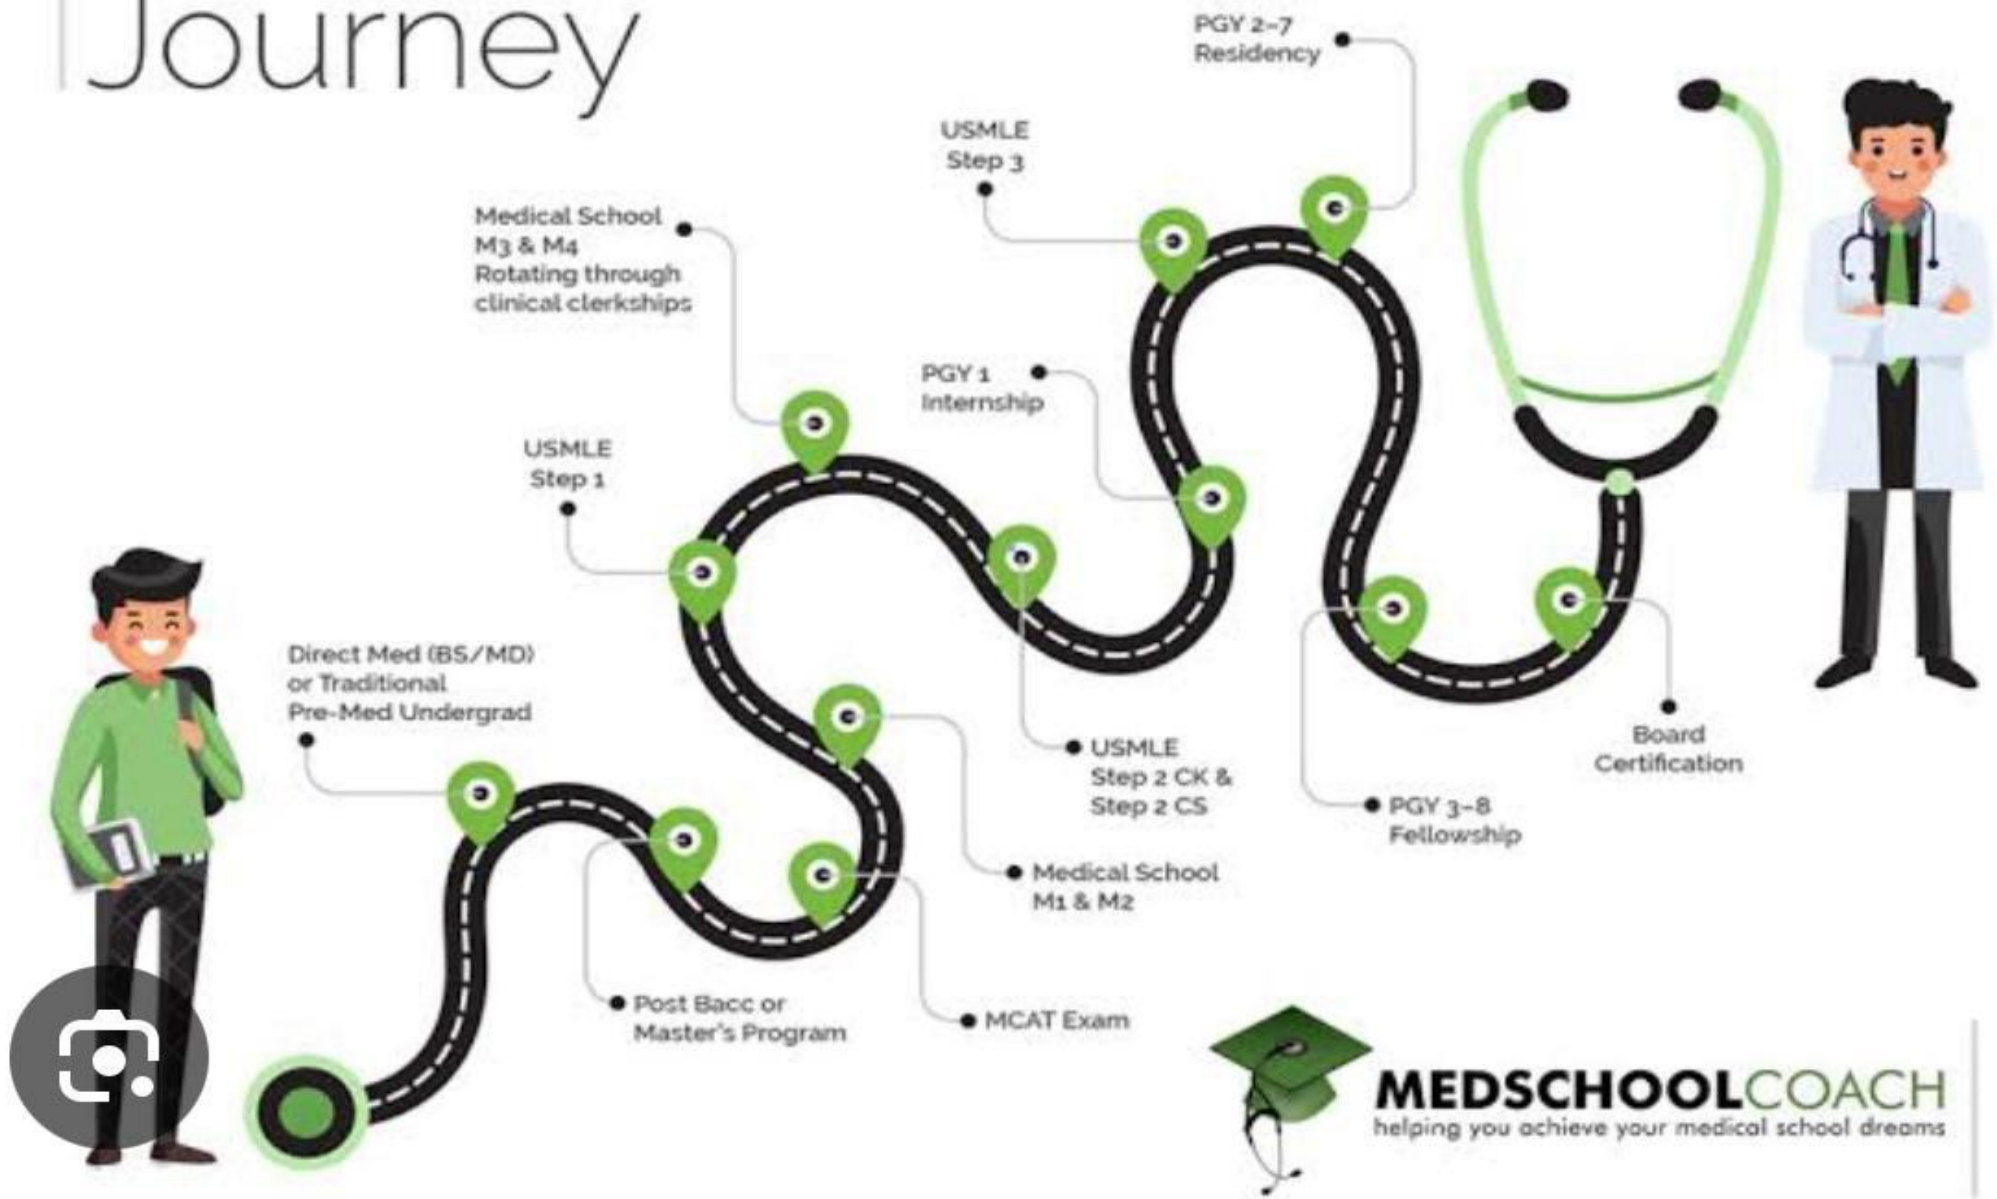 Journey
PGY 2–7
Residency
USMLE
Step 3
Medical School
M3 & M4
Rotating through
clinical clerkships
PGY 1
Internship
USMLE
Step 1
Direct Med (BS/MD)
or Traditional
Pre-Med Undergrad
USMLE
Step 2 CK &
Step 2 CS
Board
Certification
PGY 3–8
Fellowship
Medical School
M1 & M2
Post Bacc or
Master's Program
MCAT Exam
MEDSCHOOLCOACH
helping you achieve your medical school dreams